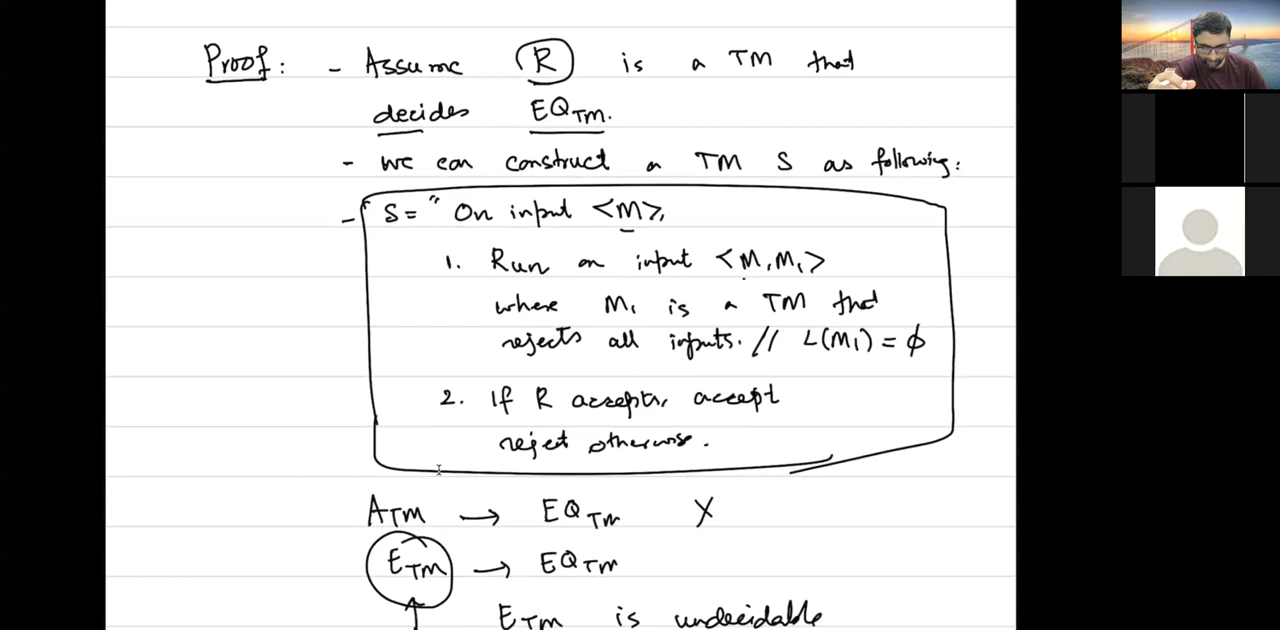 Proof: - Assume R is a TM that
decides EQTM.
- we can construct a TM S as following:
- S = " On input <M>,
1. Run on input <M, M1>
where M1 is a TM that
rejects all inputs. // L(M1) = ϕ
2. If R accepts, accept
reject otherwise.
ATM → EQTM X
ETM → EQTM
ETM is undecidable